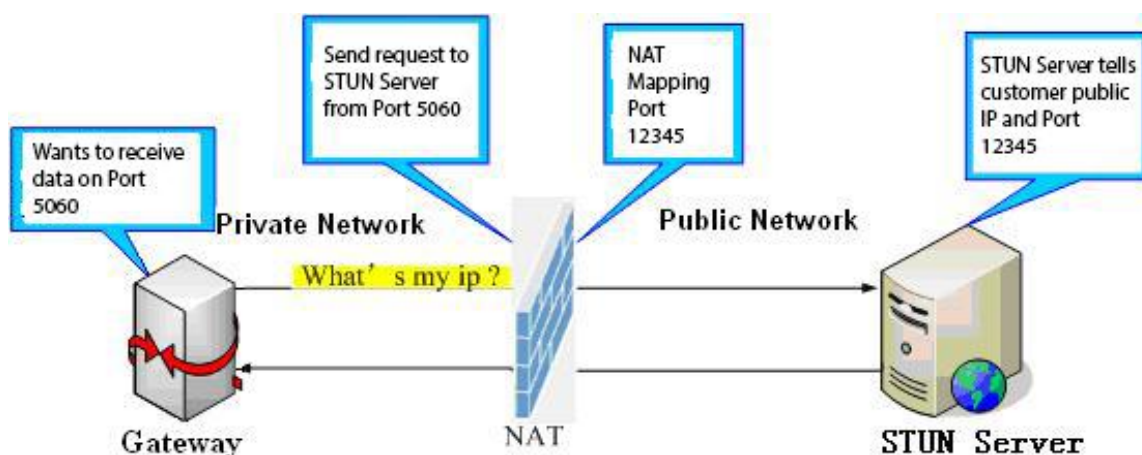 Send request to
STUN Server
from Port 5060
NAT
Mapping
Port
12345
STUN Server tells
customer public
IP and Port
12345
Wants to receive
data on Port
5060
Private Network
Public Network
What’s my ip ?
Gateway
NAT
STUN Server